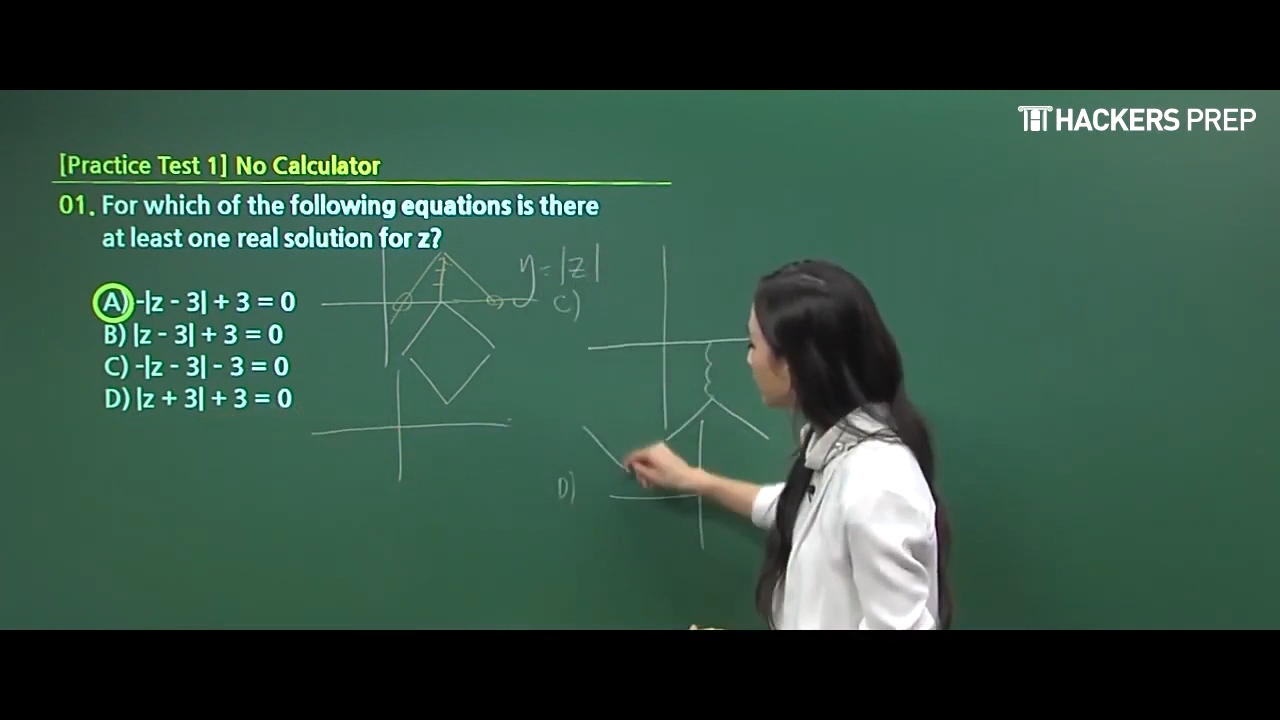 HACKERS PREP
[Practice Test 1] No Calculator
01. For which of the following equations is there
at least one real solution for z?
A) -|z - 3| + 3 = 0
B) |z - 3| + 3 = 0
C) -|z - 3| - 3 = 0
D) |z + 3| + 3 = 0
y = |z|
C)
D)